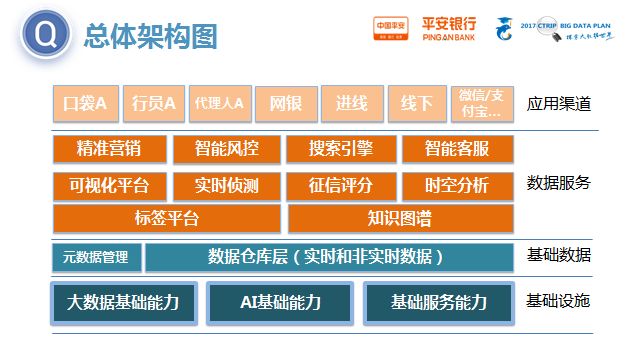 Q
总体架构图
中国平安
平安银行
PINGAN BANK
2017 CTRIP BIG DATA PLAN
探索大数据世界
口袋A
行员A
代理人A
网银
进线
线下
微信/支
付宝...
应用渠道
精准营销
智能风控
搜索引擎
智能客服
可视化平台
实时侦测
征信评分
时空分析
数据服务
标签平台
知识图谱
元数据管理
数据仓库层（实时和非实时数据）
基础数据
大数据基础能力
AI基础能力
基础服务能力
基础设施